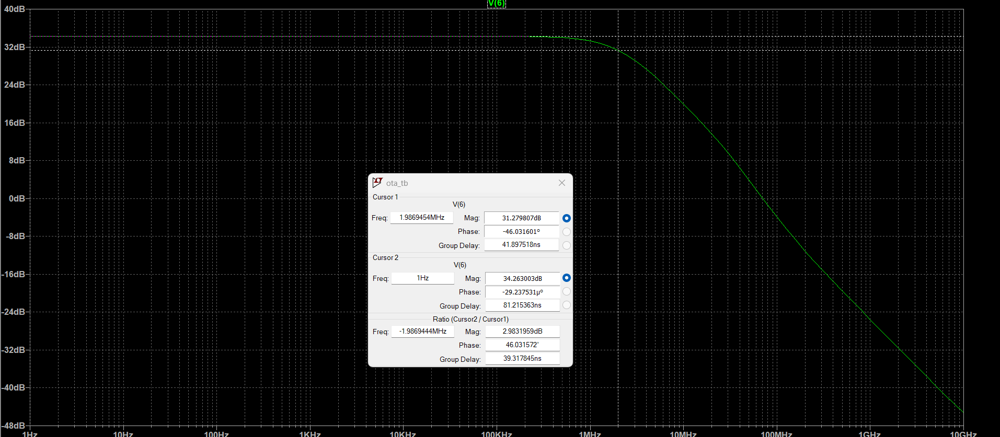 V(6)
40dB
32dB
24dB
16dB
8dB
0dB
-8dB
-16dB
-24dB
-32dB
-40dB
-48dB
ota_tb
Cursor 1
V(6)
Freq: 1.9869454MHz Mag: 31.279807dB
Phase: -46.031601°
Group Delay: 41.897518ns
Cursor 2
V(6)
Freq: 1Hz Mag: 34.263003dB
Phase: -29.237531µ°
Group Delay: 81.215363ns
Ratio (Cursor2 / Cursor1)
Freq: -1.9869444MHz Mag: 2.9831959dB
Phase: 46.031572°
Group Delay: 39.317845ns
1Hz 10Hz 100Hz 1KHz 10KHz 100KHz 1MHz 10MHz 100MHz 1GHz 10GHz